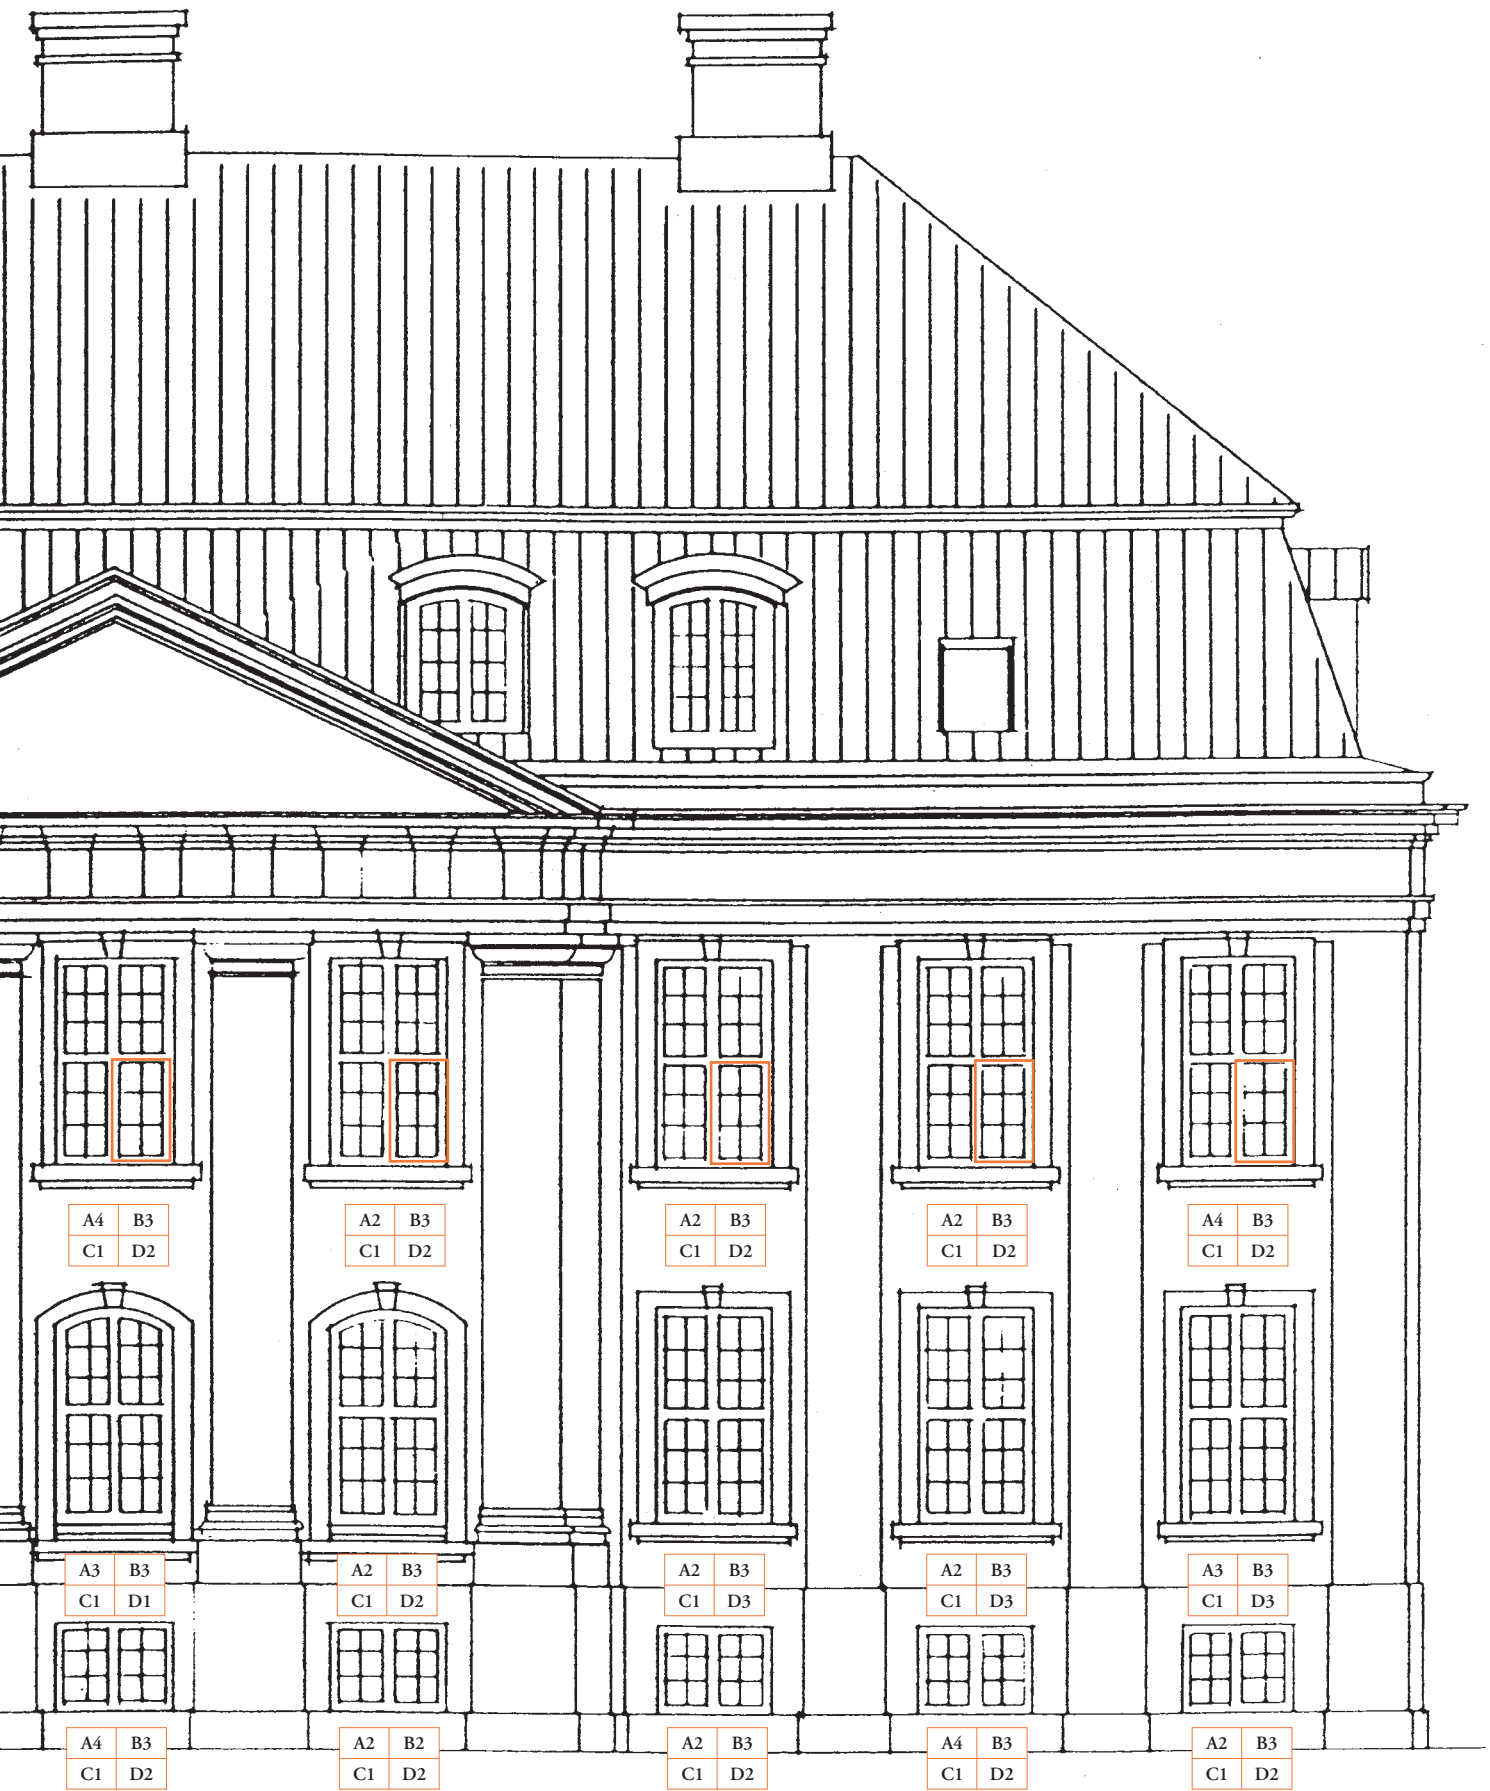 A4 B3 A2 B3 A2 B3 A2 B3 A4 B3
C1 D2 C1 D2 C1 D2 C1 D2 C1 D2
A3 B3 A2 B3 A2 B3 A2 B3 A3 B3
C1 D1 C1 D2 C1 D3 C1 D3 C1 D3
A4 B3 A2 B2 A2 B3 A4 B3 A2 B3
C1 D2 C1 D2 C1 D2 C1 D2 C1 D2